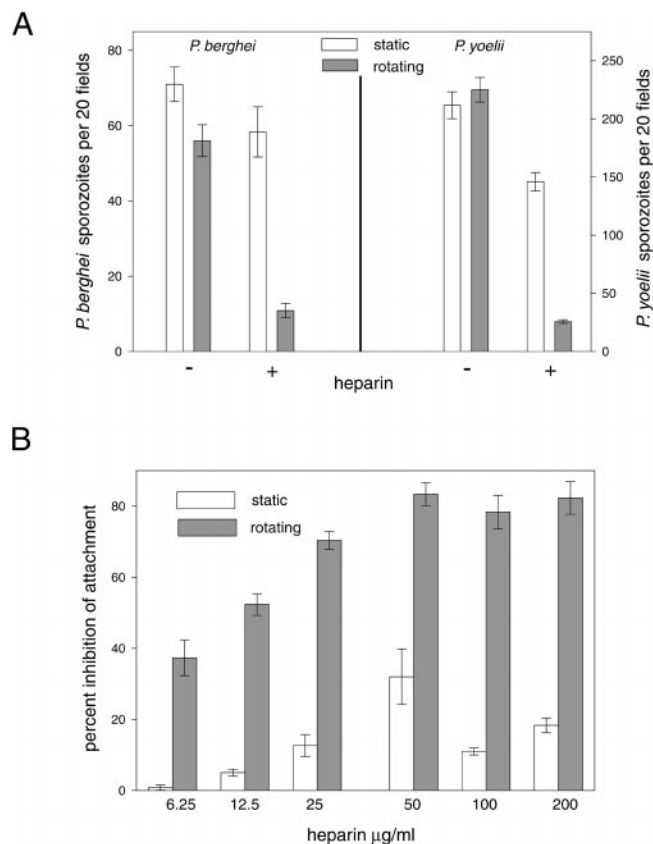 A
P. berghei
P. yoelii
static
rotating
P. berghei sporozoites per 20 fields
80
60
40
20
0
P. yoelii sporozoites per 20 fields
250
200
150
100
50
0
- + heparin - +
B
static
rotating
percent inhibition of attachment
80
60
40
20
0
6.25 12.5 25 50 100 200
heparin μg/ml